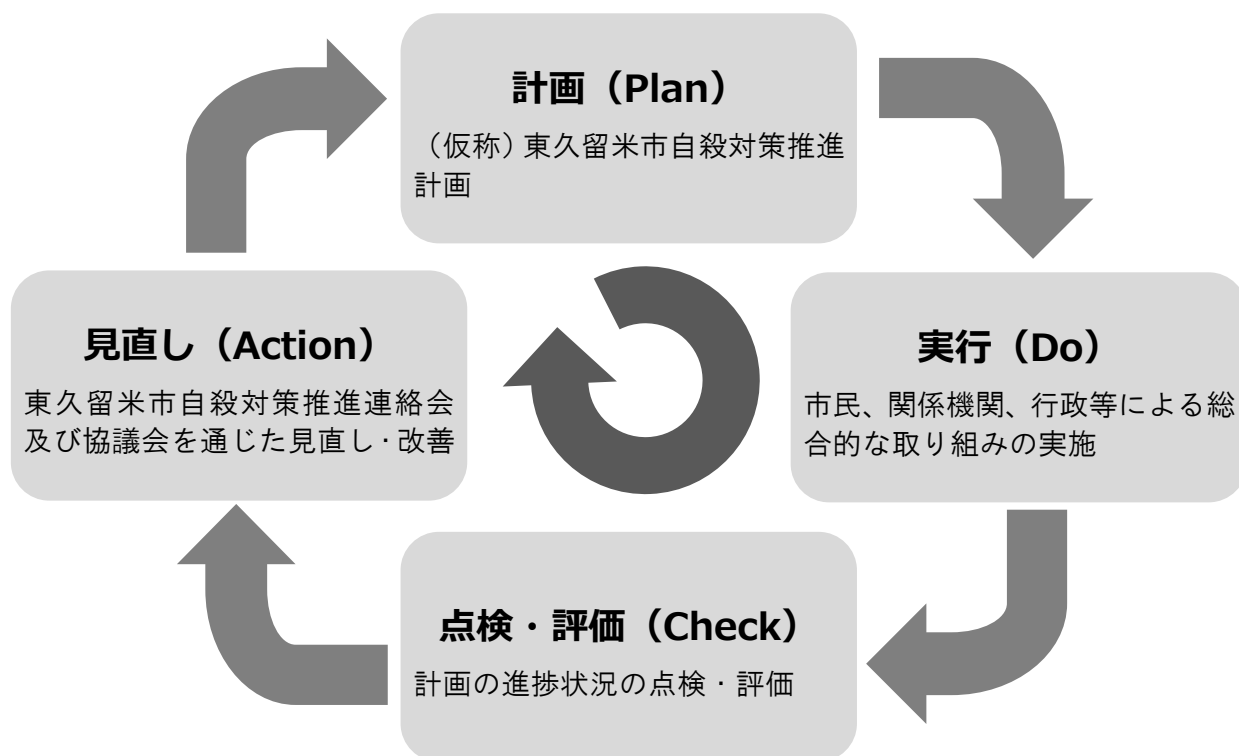 計画（Plan）
（仮称）東久留米市自殺対策推進
計画
見直し（Action）
東久留米市自殺対策推進連絡会
及び協議会を通じた見直し・改善
実行（Do）
市民、関係機関、行政等による総
合的な取り組みの実施
点検・評価（Check）
計画の進捗状況の点検・評価